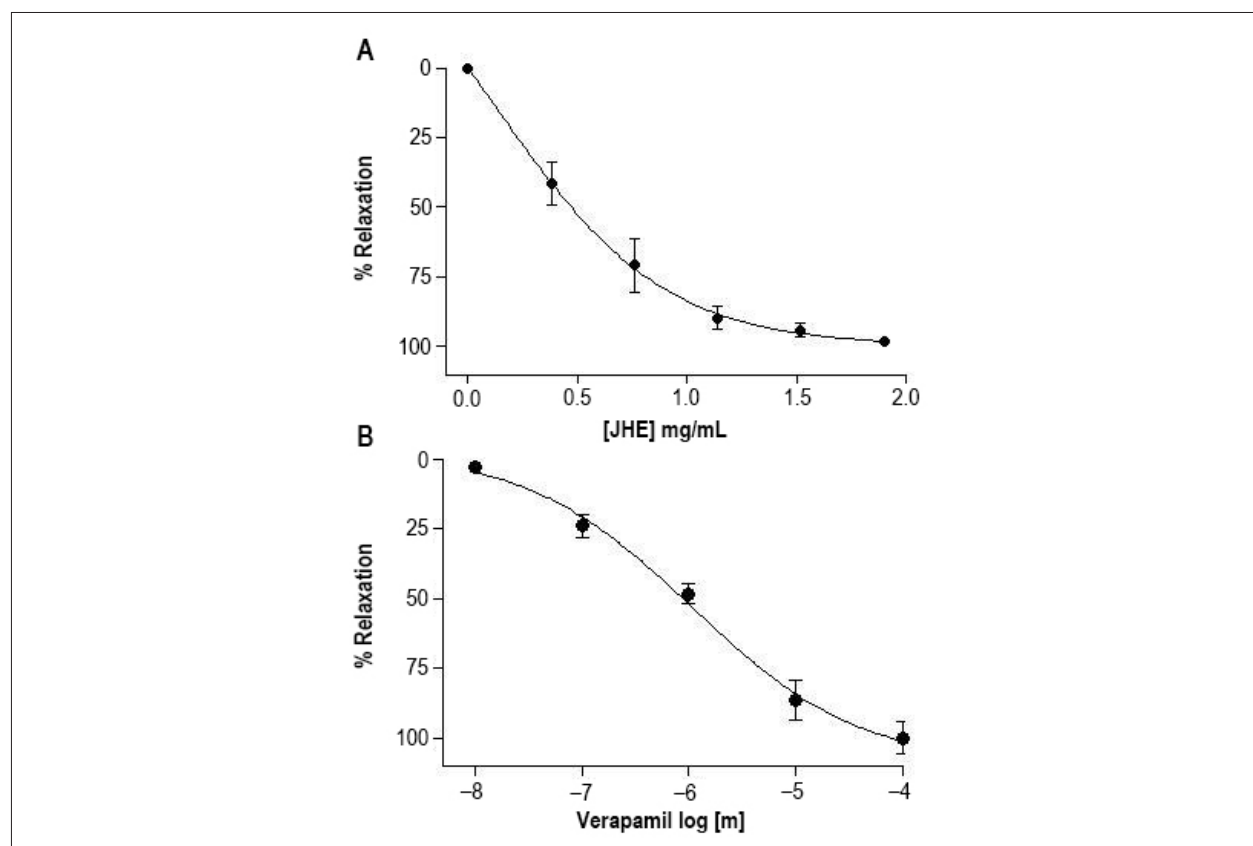 A
0
25
50
75
100
% Relaxation
0.0 0.5 1.0 1.5 2.0
[JHE] mg/mL
B
0
25
50
75
100
% Relaxation
–8 –7 –6 –5 –4
Verapamil log [m]